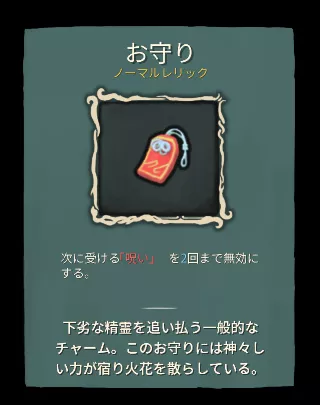 お守り
ノーマルレリック
次に受ける「呪い」 を2回まで無効に
する。
下劣な精霊を追い払う一般的な
チャーム。このお守りには神々し
い力が宿り火花を散らしている。